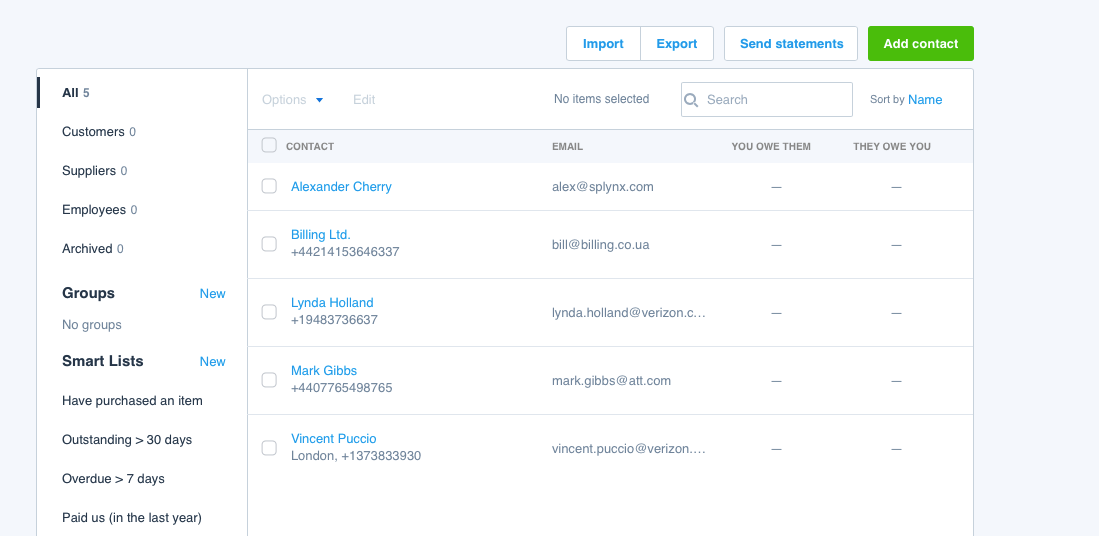 Import Export Send statements Add contact
All 5
Customers 0
Suppliers 0
Employees 0
Archived 0
Groups New
No groups
Smart Lists New
Have purchased an item
Outstanding > 30 days
Overdue > 7 days
Paid us (in the last year)
Options Edit No items selected Search Sort by Name
CONTACT EMAIL YOU OWE THEM THEY OWE YOU
Alexander Cherry alex@splynx.com — —
Billing Ltd.
+44214153646337 bill@billing.co.ua — —
Lynda Holland
+19483736637 lynda.holland@verizon.c... — —
Mark Gibbs
+4407765498765 mark.gibbs@att.com — —
Vincent Puccio
London, +1373833930 vincent.puccio@verizon.... — —